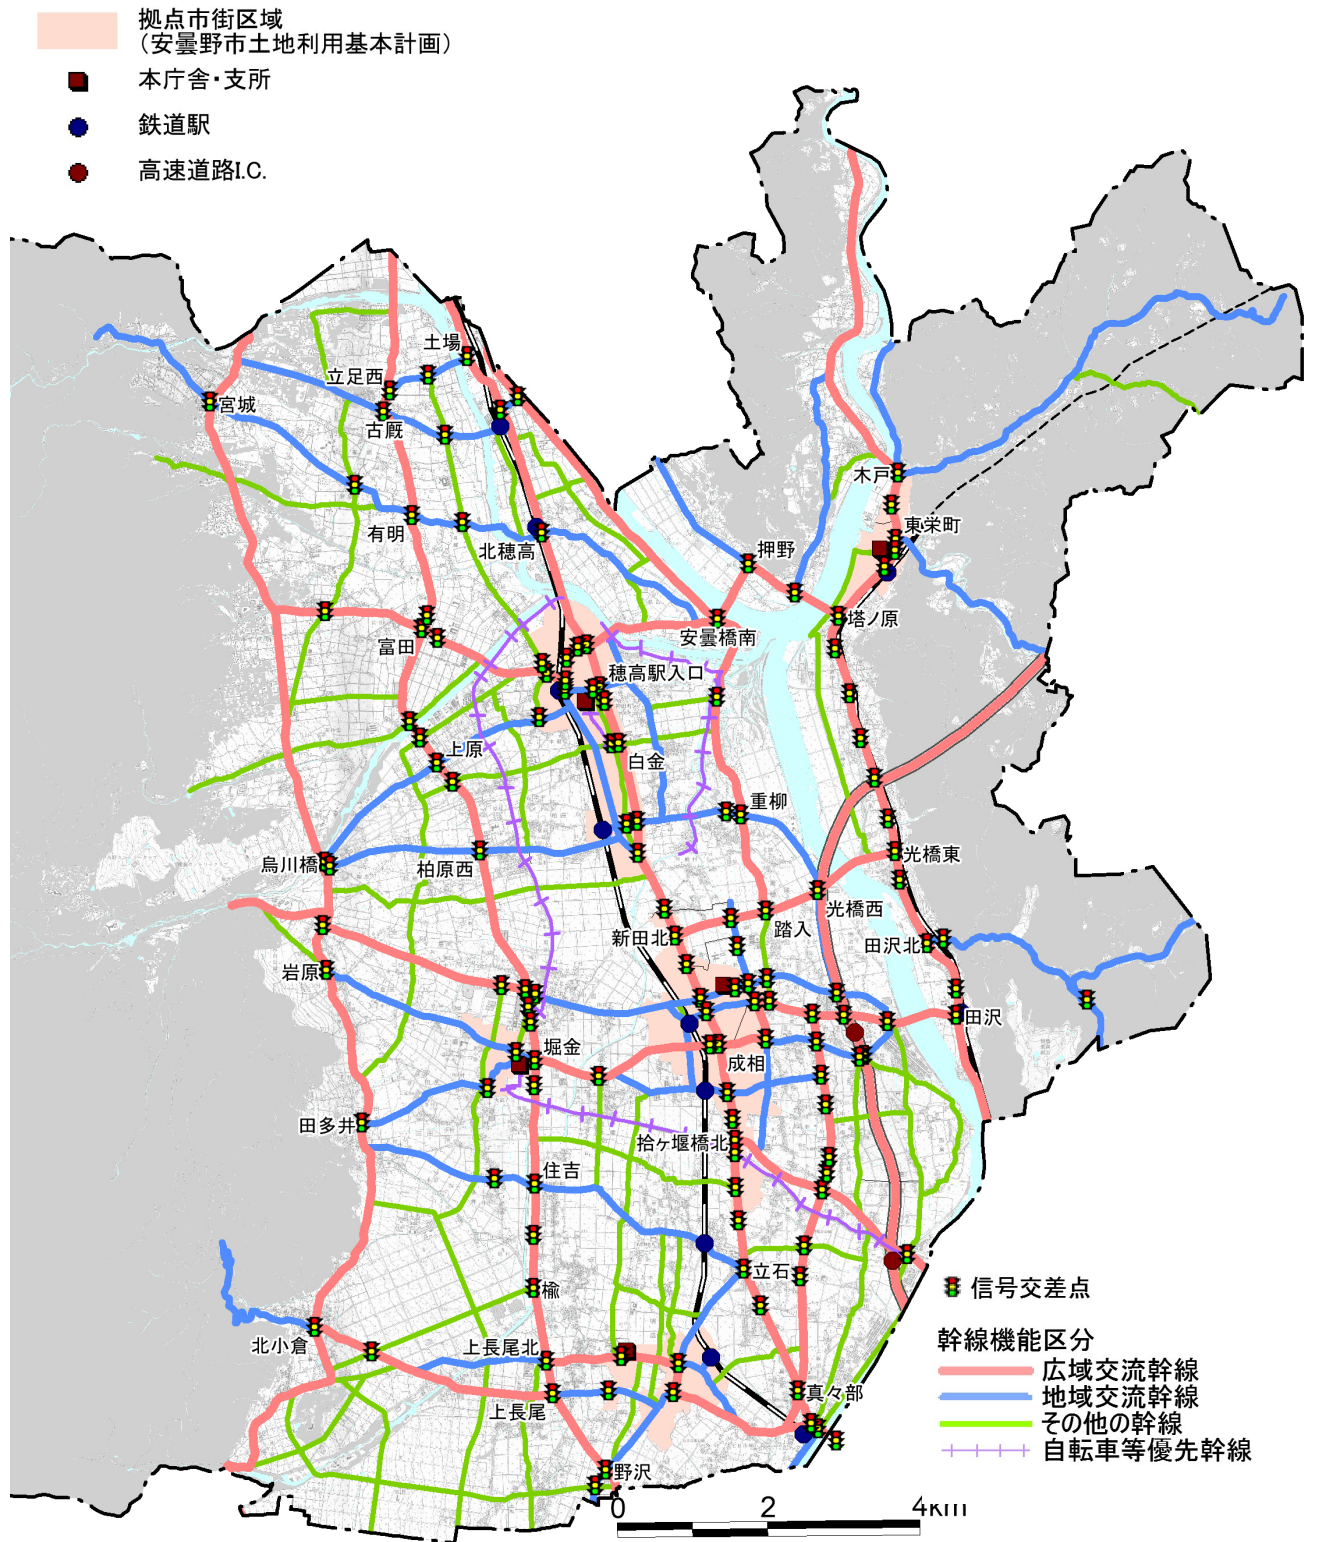 拠点市街区域
（安曇野市土地利用基本計画）
本庁舎・支所
鉄道駅
高速道路I.C.
土場
立足西
宮城
古厩
木戸
有明
北穂高
東栄町
押野
塔ノ原
安曇橋南
富田
穂高駅入口
上原
白金
重柳
烏川橋
柏原西
光橋東
光橋西
踏入
新田北
田沢北
岩原
田沢
堀金
成相
田多井
拾ヶ堰橋北
住吉
立石
楡
北小倉
上長尾北
上長尾
真々部
野沢
信号交差点
幹線機能区分
広域交流幹線
地域交流幹線
その他の幹線
自転車等優先幹線
0 2 4km